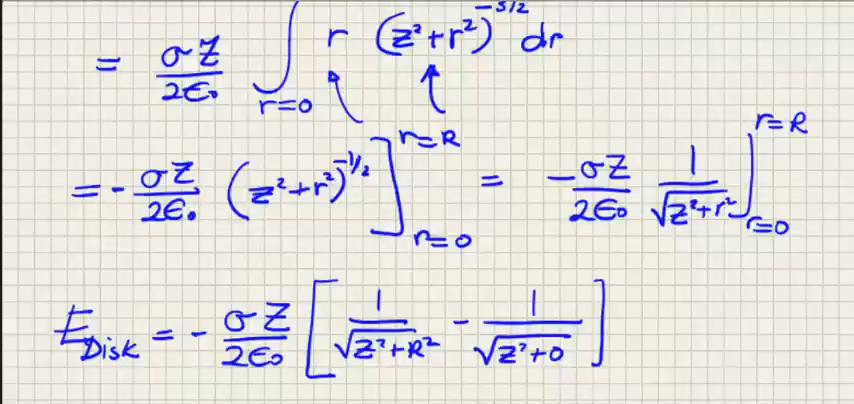 = σZ/2ϵ₀ ∫r=0 r (z²+r²)^-3/2 dr
= - σZ/2ϵ₀ (z²+r²)^-1/2 ]r=0^r=R = -σZ/2ϵ₀ 1/√z²+r² ]r=0^r=R
E_Disk = - σZ/2ϵ₀ [ 1/√z²+R² - 1/√z²+0 ]